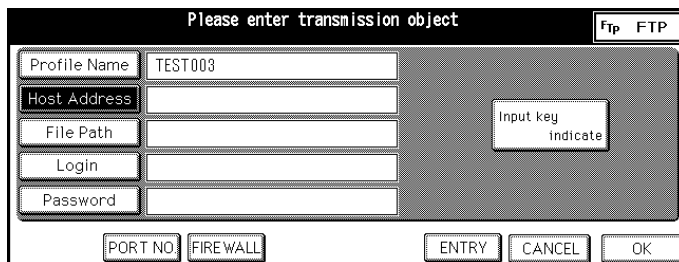 Please enter transmission object
FTp FTP
Profile Name TEST003
Host Address
File Path
Login
Password
Input key
indicate
PORT NO. FIREWALL ENTRY CANCEL OK